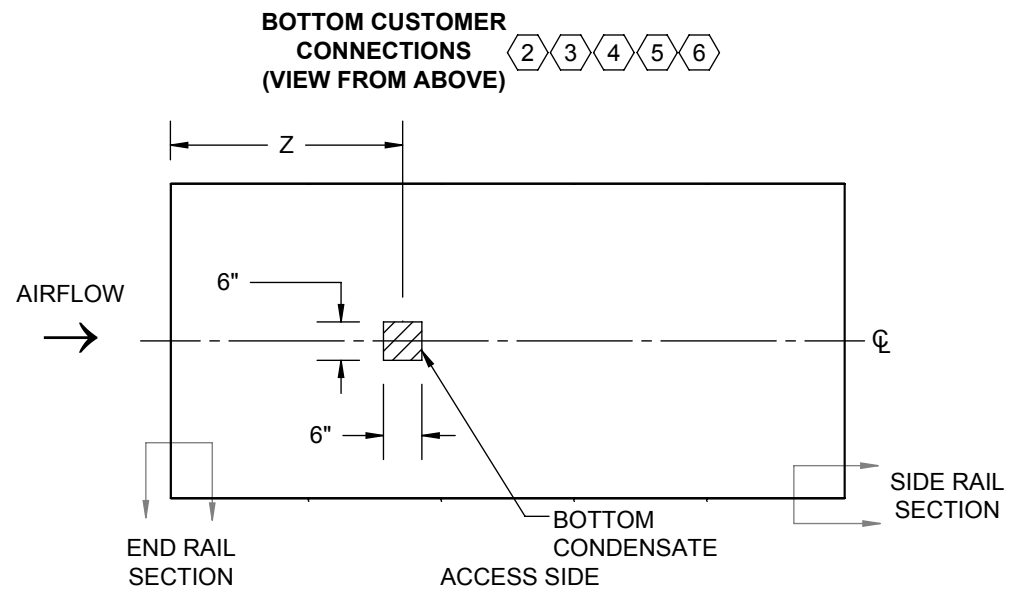 BOTTOM CUSTOMER
CONNECTIONS
(VIEW FROM ABOVE)
2 3 4 5 6
Z
6"
AIRFLOW
℄
6"
SIDE RAIL
SECTION
BOTTOM
CONDENSATE
END RAIL
SECTION
ACCESS SIDE